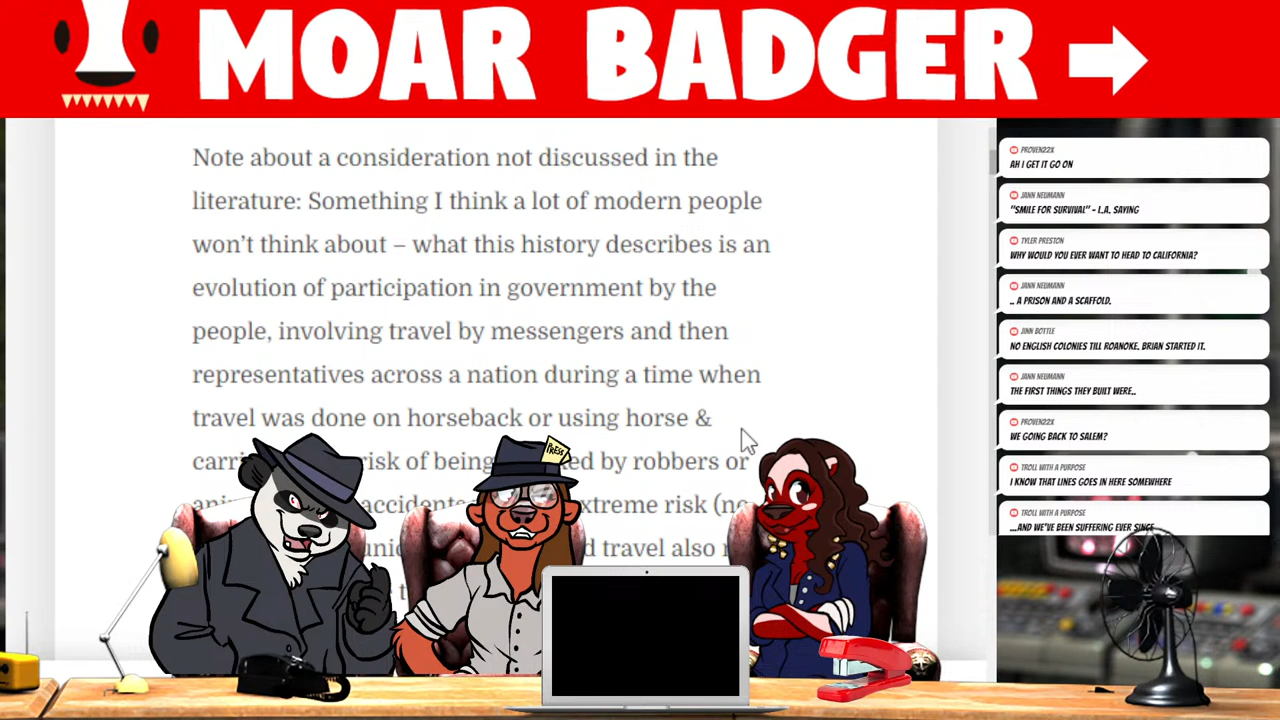 MOAR BADGER
Note about a consideration not discussed in the
literature: Something I think a lot of modern people
won't think about – what this history describes is an
evolution of participation in government by the
people, involving travel by messengers and then
representatives across a nation during a time when
travel was done on horseback or using horse &
risk of being by robbers or
extreme risk
travel also
PRESS
PROVEN22X
AH I GET IT GO ON
JANN NEUMANN
"SMILE FOR SURVIVAL" - L.A. SAYING
TYLER PRESTON
WHY WOULD YOU EVER WANT TO HEAD TO CALIFORNIA?
JANN NEUMANN
.. A PRISON AND A SCAFFOLD.
JINN BOTTLE
NO ENGLISH COLONIES TILL ROANOKE. BRIAN STARTED IT.
JANN NEUMANN
THE FIRST THINGS THEY BUILT WERE..
PROVEN22X
WE GOING BACK TO SALEM?
TROLL WITH A PURPOSE
I KNOW THAT LINES GOES IN HERE SOMEWHERE
TROLL WITH A PURPOSE
...AND WE'VE BEEN SUFFERING EVER SINCE